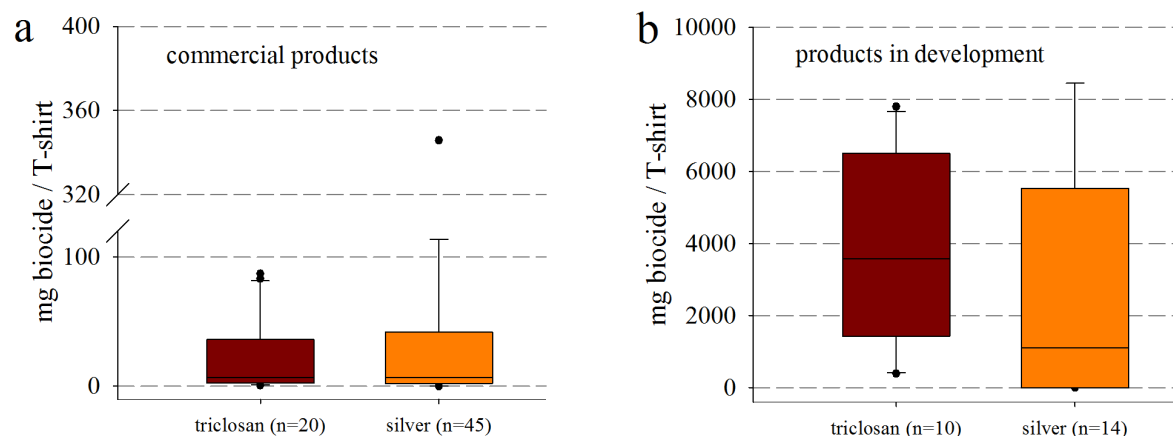 a
commercial products
mg biocide / T-shirt
400
360
320
100
0
triclosan (n=20)
silver (n=45)
b
products in development
mg biocide / T-shirt
10000
8000
6000
4000
2000
0
triclosan (n=10)
silver (n=14)